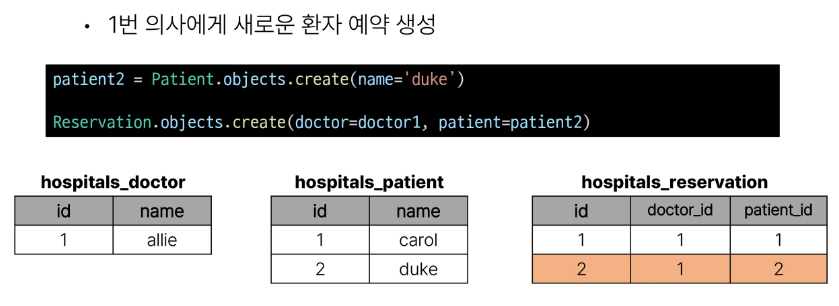 • 1번 의사에게 새로운 환자 예약 생성
patient2 = Patient.objects.create(name='duke’)
Reservation.objects.create(doctor=doctor1, patient=patient2)
hospitals_doctor
id name
1 allie
hospitals_patient
id name
1 carol
2 duke
hospitals_reservation
id doctor_id patient_id
1 1 1
2 1 2